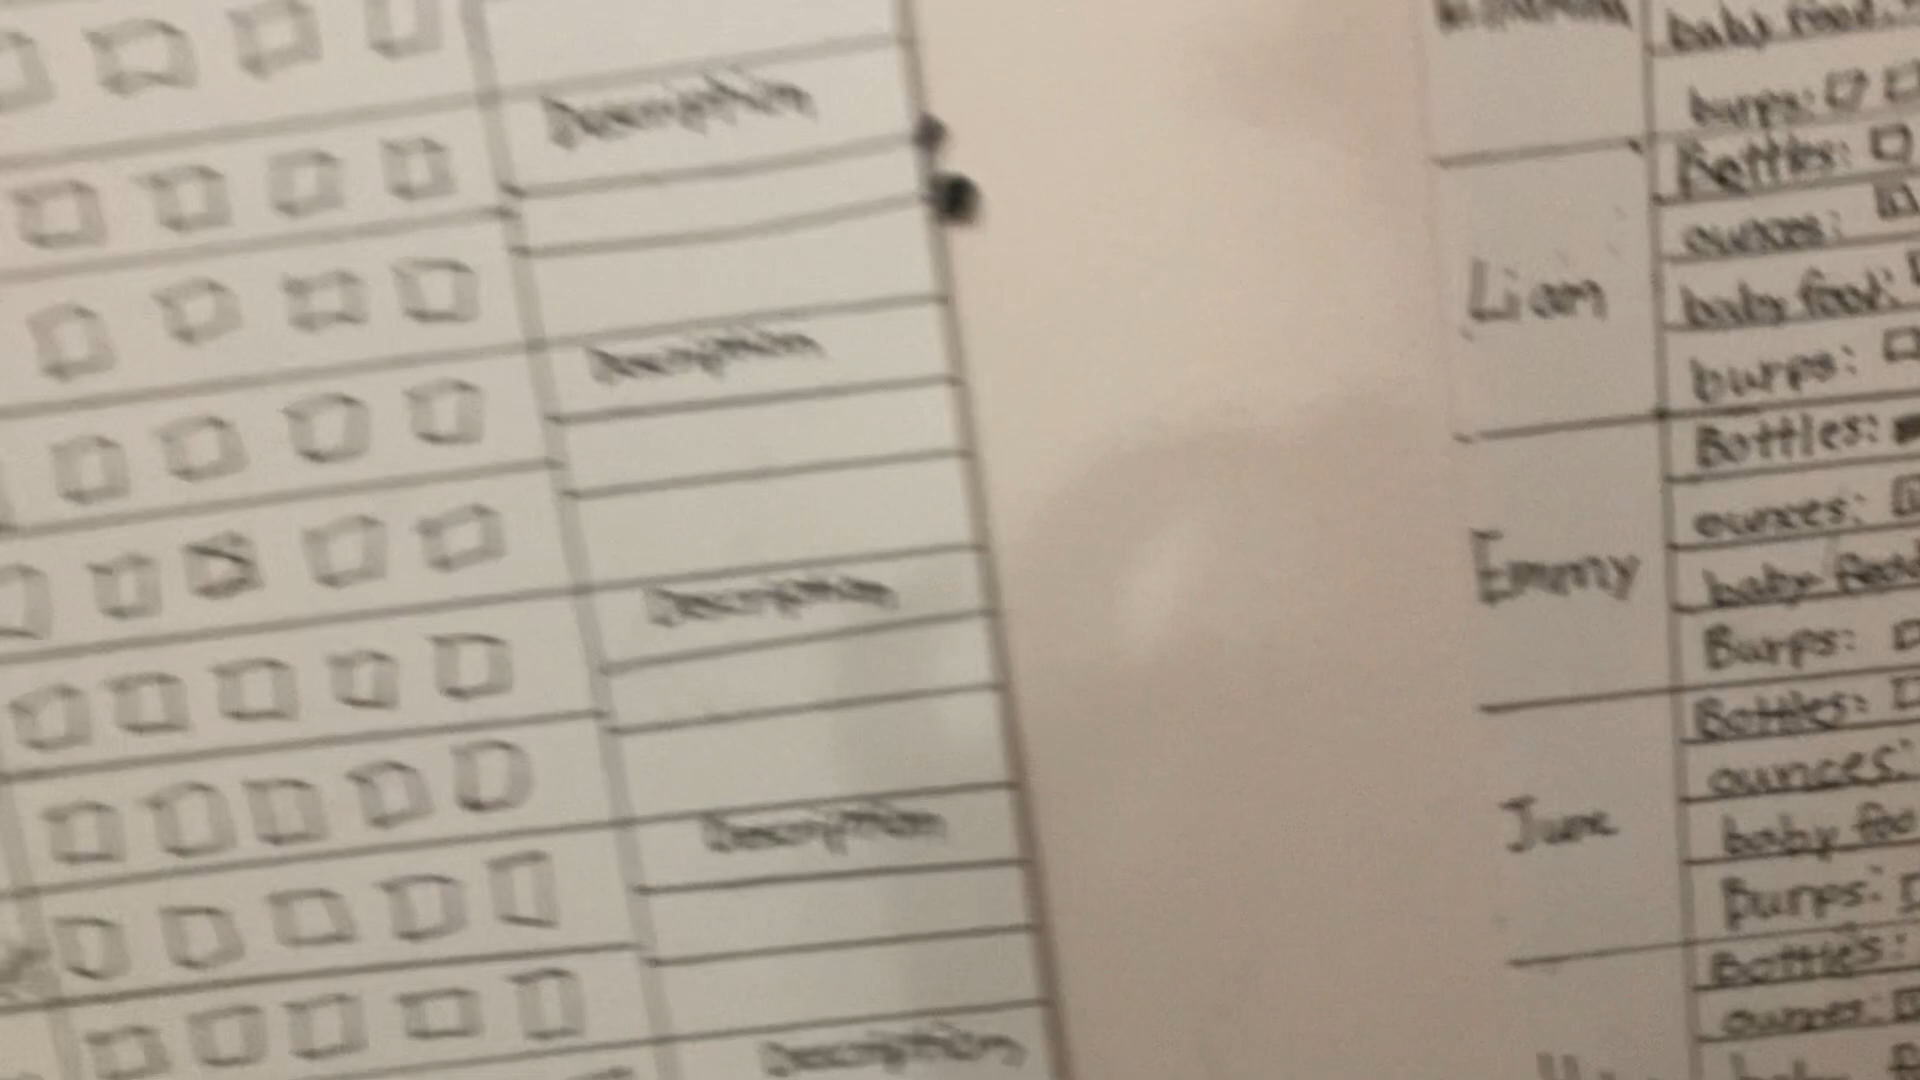 Description
Description
Description
Description
Description
baby food:
burps:
Liam
Bottles:
ounces:
baby food:
burps:
Emmy
Bottles:
ounces:
baby food
Burps:
June
Bottles:
ounces:
baby foo
Burps:
Bottles:
ounces:
baby